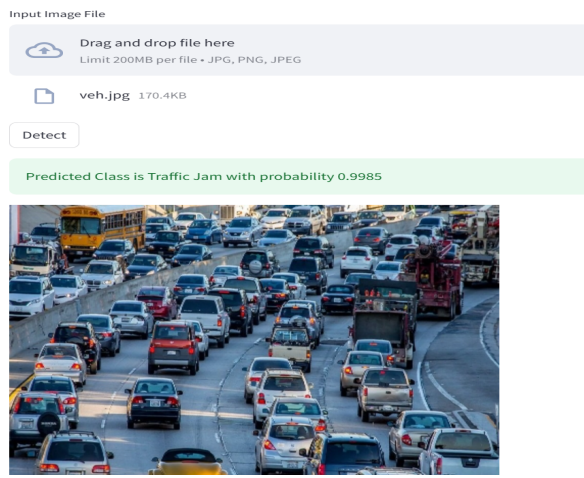 Input Image File
Drag and drop file here
Limit 200MB per file • JPG, PNG, JPEG
veh.jpg 170.4KB
Detect
Predicted Class is Traffic Jam with probability 0.9985